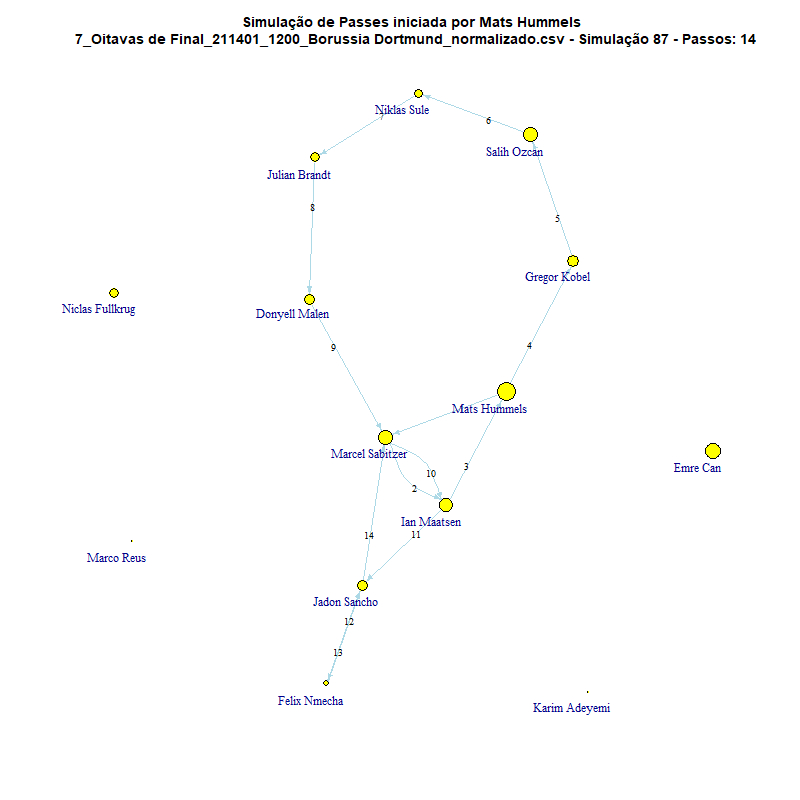 Simulação de Passes iniciada por Mats Hummels
7_Oitavas de Final_211401_1200_Borussia Dortmund_normalizado.csv - Simulação 87 - Passos: 14
Niklas Sule
6
Salih Ozcan
7
Julian Brandt
8
5
Gregor Kobel
Niclas Fullkrug
Donyell Malen
9
4
Mats Hummels
Marcel Sabitzer
3
Emre Can
10
2
Ian Maatsen
14
11
Marco Reus
Jadon Sancho
12
13
Felix Nmecha
Karim Adeyemi